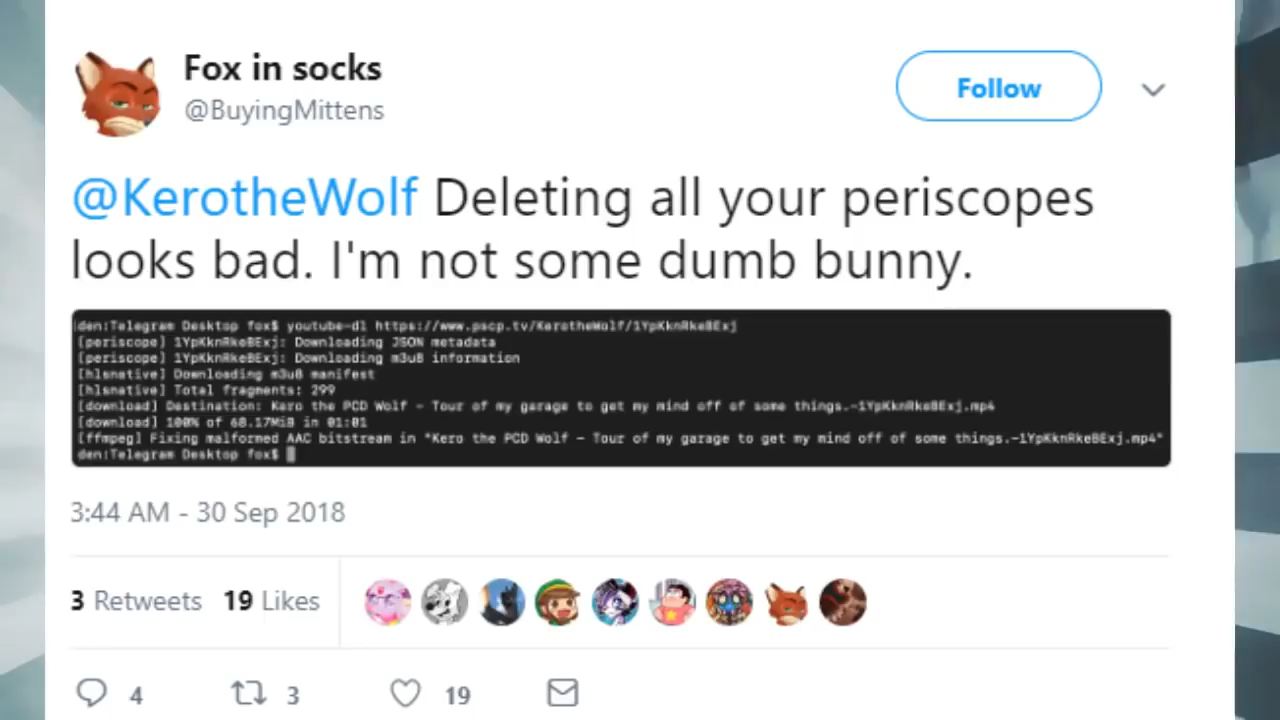 Fox in socks
@BuyingMittens
Follow
@KerotheWolf Deleting all your periscopes
looks bad. I'm not some dumb bunny.
den:Telegram Desktop fox$ youtube-dl https://www.pscp.tv/KerotheWolf/1YpKknRkeBExj
[periscope] 1YpKknRkeBExj: Downloading JSON metadata
[periscope] 1YpKknRkeBExj: Downloading m3u8 information
[hlsnative] Downloading m3u8 manifest
[hlsnative] Total fragments: 299
[download] Destination: Kero the PCD Wolf - Tour of my garage to get my mind off of some things.-1YpKknRkeBExj.mp4
[download] 100% of 68.17MiB in 01:01
[ffmpeg] Fixing malformed AAC bitstream in "Kero the PCD Wolf - Tour of my garage to get my mind off of some things.-1YpKknRkeBExj.mp4"
den:Telegram Desktop fox$
3:44 AM - 30 Sep 2018
3 Retweets 19 Likes
4 3 19